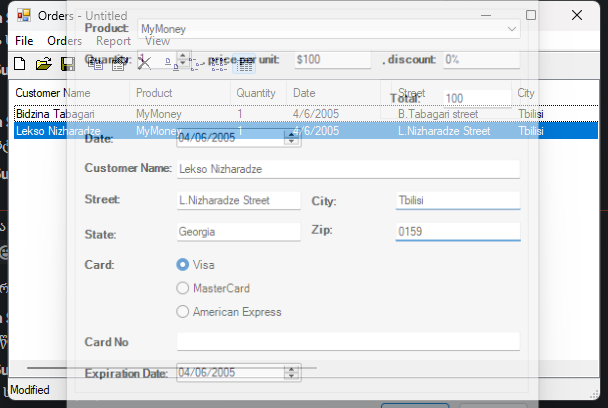 Orders - Untitled
Product: MyMoney
File Orders Report View
Quantity: 1 , price per unit: $100 , discount: 0%
Customer Name Product Quantity Date Street City
Total: 100
Bidzina Tabagari MyMoney 1 4/6/2005 B.Tabagari street Tbilisi
Lekso Nizharadze MyMoney 1 4/6/2005 L.Nizharadze Street Tbilisi
Date: 04/06/2005
Customer Name: Lekso Nizharadze
Street: L.Nizharadze Street City: Tbilisi
State: Georgia Zip: 0159
Card: Visa
MasterCard
American Express
Card No
Expiration Date: 04/06/2005
Modified